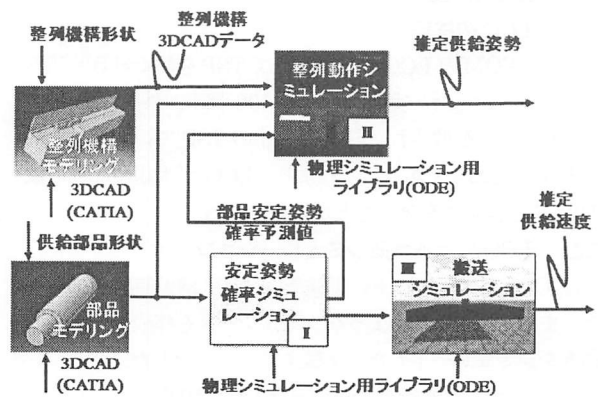 整列機構形状
整列機構
3DCADデータ
整列機構
モデリング
3DCAD
(CATIA)
整列動作シ
ミュレーション
II
推定供給姿勢
物理シミュレーション用
ライブラリ(ODE)
供給部品形状
部品
モデリング
3DCAD
(CATIA)
部品安定姿勢
確率予測値
安定姿勢
確率シミュ
レーション
I
III
搬送
シミュレーション
推定
供給速度
物理シミュレーション用ライブラリ(ODE)